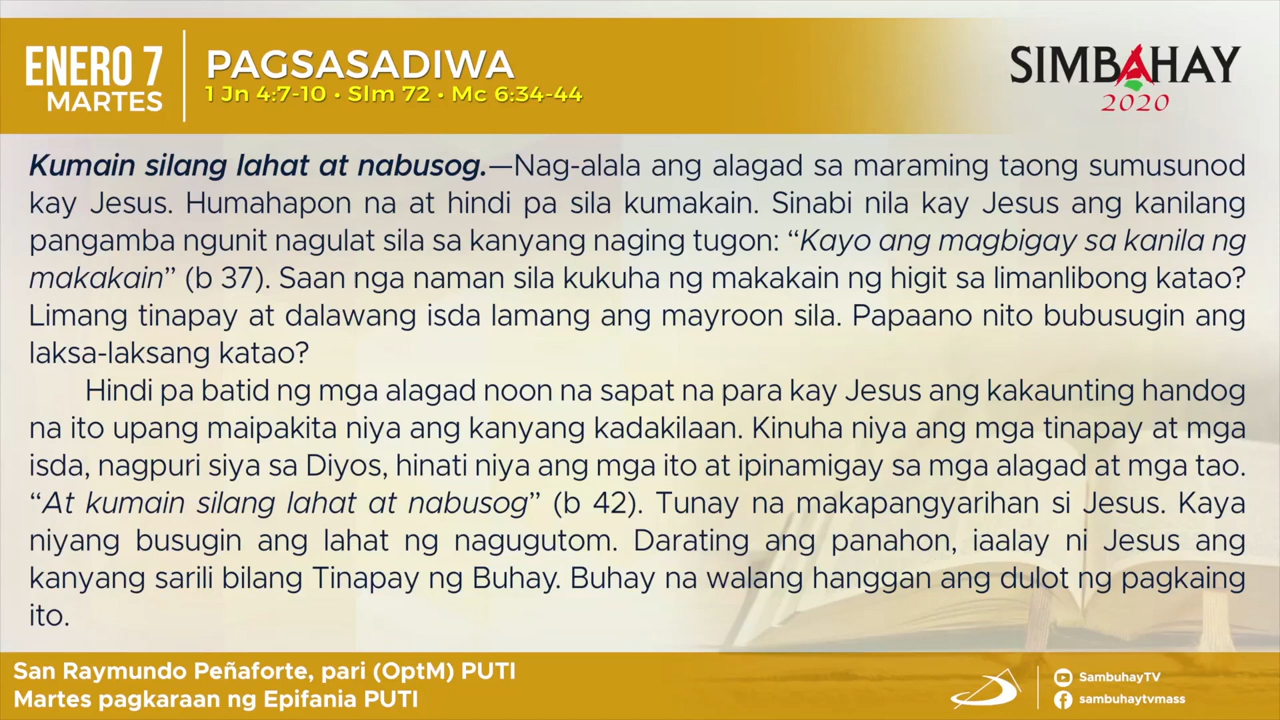 ENERO 7
MARTES
PAGSASADIWA
1 Jn 4:7-10 • Slm 72 • Mc 6:34-44
SIMBAHAY
2020
Kumain silang lahat at nabusog.—Nag-alala ang alagad sa maraming taong sumusunod
kay Jesus. Humahapon na at hindi pa sila kumakain. Sinabi nila kay Jesus ang kanilang
pangamba ngunit nagulat sila sa kanyang naging tugon: “Kayo ang magbigay sa kanila ng
makakain” (b 37). Saan nga naman sila kukuha ng makakain ng higit sa limanlibong katao?
Limang tinapay at dalawang isda lamang ang mayroon sila. Papaano nito bubusugin ang
laksa-laksang katao?
Hindi pa batid ng mga alagad noon na sapat na para kay Jesus ang kakaunting handog
na ito upang maipakita niya ang kanyang kadakilaan. Kinuha niya ang mga tinapay at mga
isda, nagpuri siya sa Diyos, hinati niya ang mga ito at ipinamigay sa mga alagad at mga tao.
“At kumain silang lahat at nabusog” (b 42). Tunay na makapangyarihan si Jesus. Kaya
niyang busugin ang lahat ng nagugutom. Darating ang panahon, iaalay ni Jesus ang
kanyang sarili bilang Tinapay ng Buhay. Buhay na walang hanggan ang dulot ng pagkaing
ito.
San Raymundo Peñaforte, pari (OptM) PUTI
Martes pagkaraan ng Epifania PUTI
SambuhayTV
sambuhaytvmass